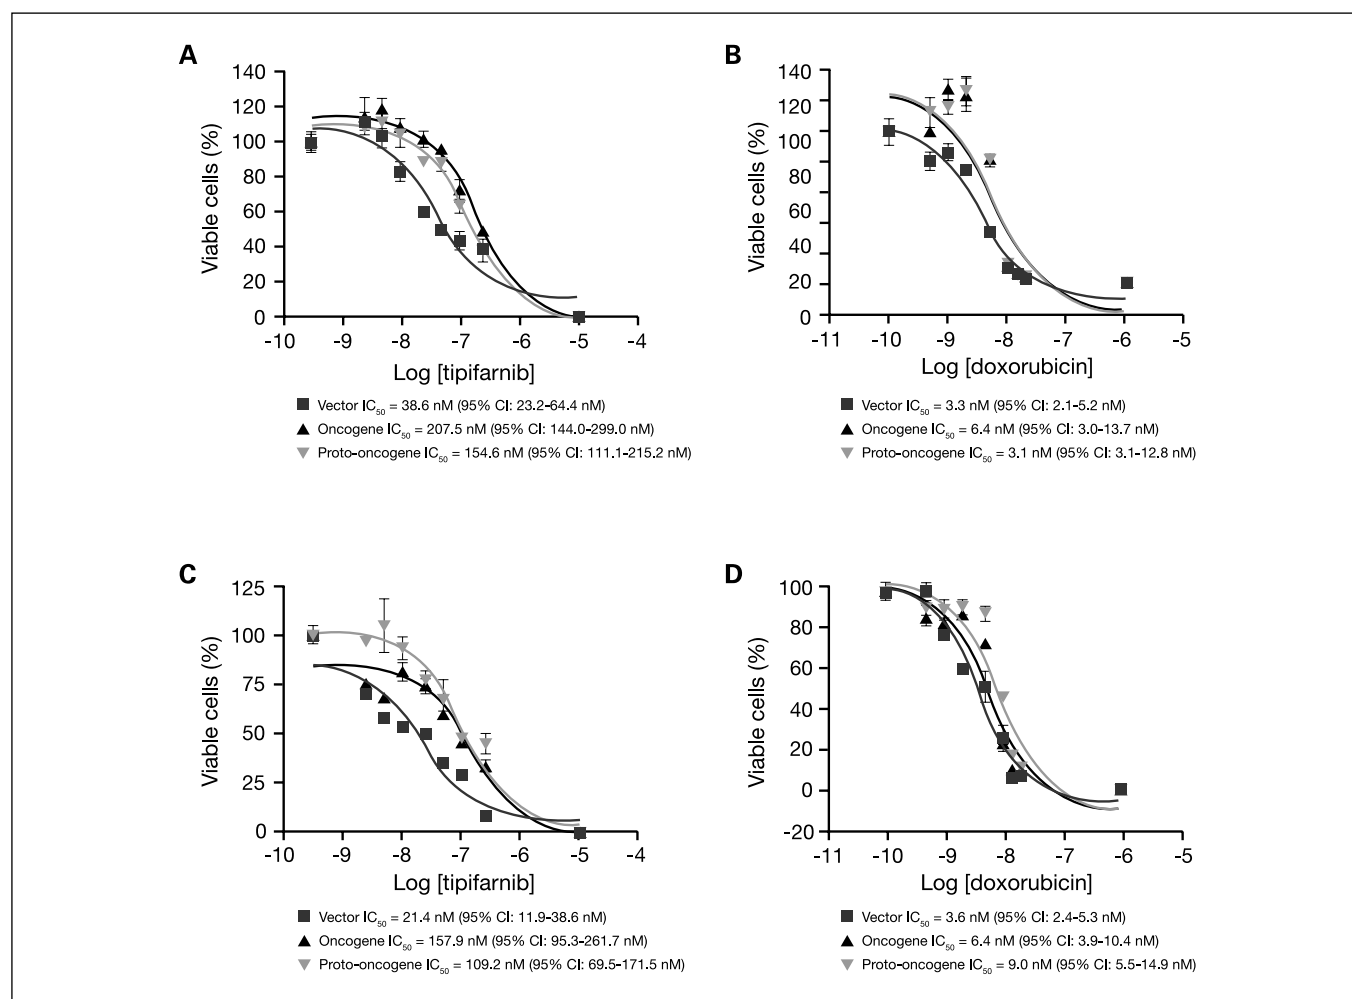 A
140
120
100
80
60
40
20
0
Viable cells (%)
-10 -9 -8 -7 -6 -5 -4
Log [tipifarnib]
Vector IC50 = 38.6 nM (95% CI: 23.2-64.4 nM)
Oncogene IC50 = 207.5 nM (95% CI: 144.0-299.0 nM)
Proto-oncogene IC50 = 154.6 nM (95% CI: 111.1-215.2 nM)
B
140
120
100
80
60
40
20
0
Viable cells (%)
-11 -10 -9 -8 -7 -6 -5
Log [doxorubicin]
Vector IC50 = 3.3 nM (95% CI: 2.1-5.2 nM)
Oncogene IC50 = 6.4 nM (95% CI: 3.0-13.7 nM)
Proto-oncogene IC50 = 3.1 nM (95% CI: 3.1-12.8 nM)
C
125
100
75
50
25
0
Viable cells (%)
-10 -9 -8 -7 -6 -5 -4
Log [tipifarnib]
Vector IC50 = 21.4 nM (95% CI: 11.9-38.6 nM)
Oncogene IC50 = 157.9 nM (95% CI: 95.3-261.7 nM)
Proto-oncogene IC50 = 109.2 nM (95% CI: 69.5-171.5 nM)
D
100
80
60
40
20
0
-20
Viable cells (%)
-11 -10 -9 -8 -7 -6 -5
Log [doxorubicin]
Vector IC50 = 3.6 nM (95% CI: 2.4-5.3 nM)
Oncogene IC50 = 6.4 nM (95% CI: 3.9-10.4 nM)
Proto-oncogene IC50 = 9.0 nM (95% CI: 5.5-14.9 nM)